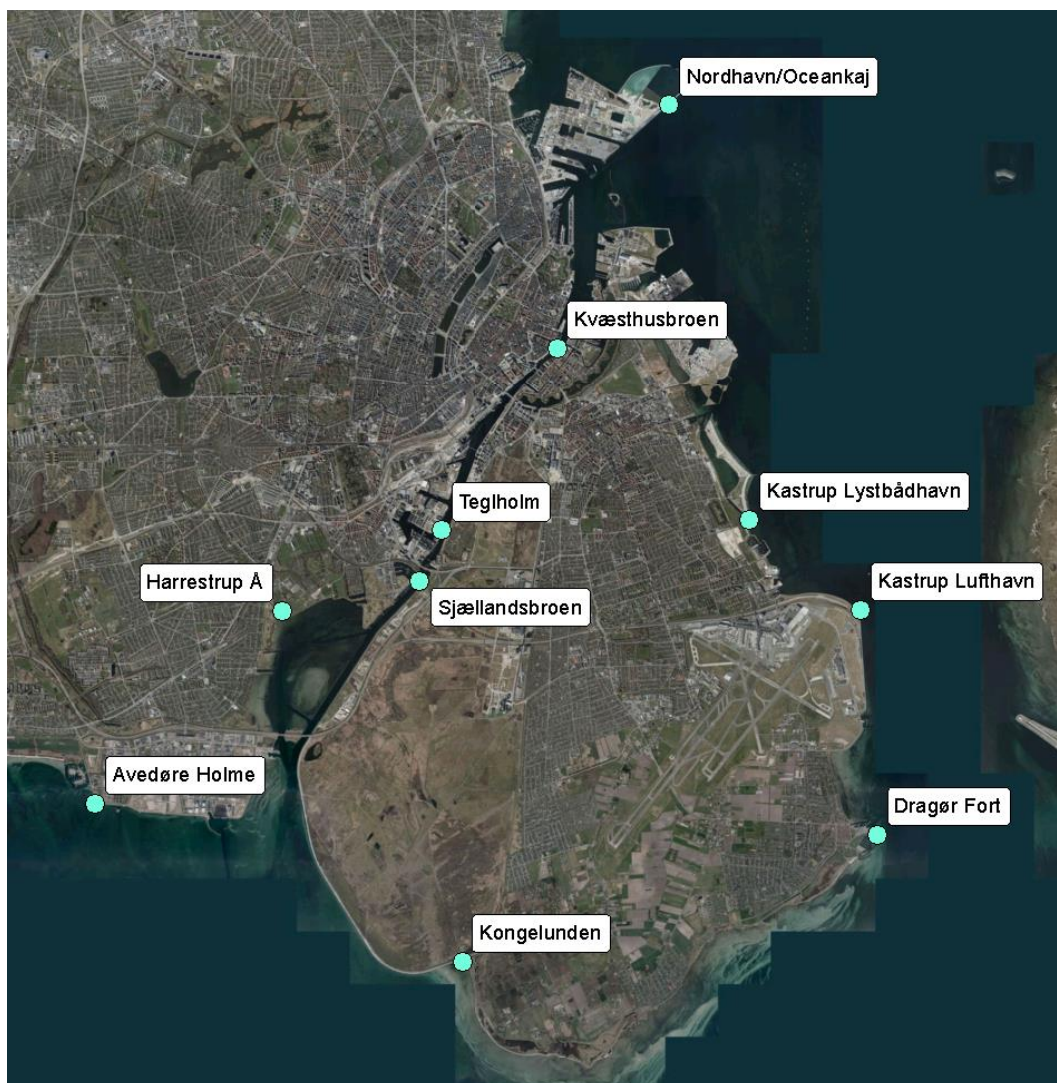 Nordhavn/Oceankaj
Kvæsthusbroen
Kastrup Lystbådhavn
Teglholm
Harrestrup Å
Sjællandsbroen
Kastrup Lufthavn
Avedøre Holme
Dragør Fort
Kongelunden